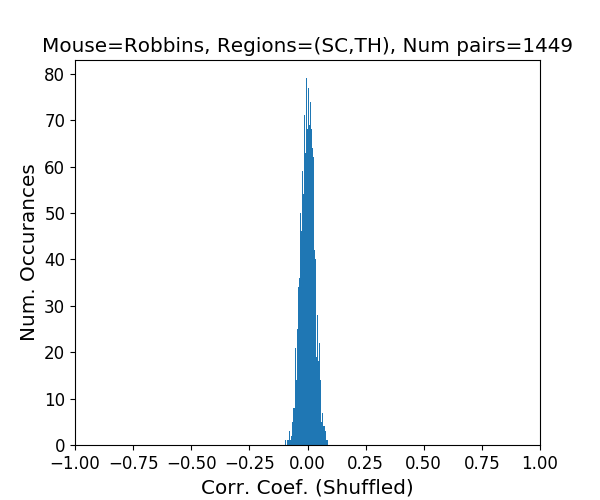 Mouse=Robbins, Regions=(SC,TH), Num pairs=1449
80
70
60
50
40
30
20
10
0
Num. Occurances
−1.00 −0.75 −0.50 −0.25 0.00 0.25 0.50 0.75 1.00
Corr. Coef. (Shuffled)